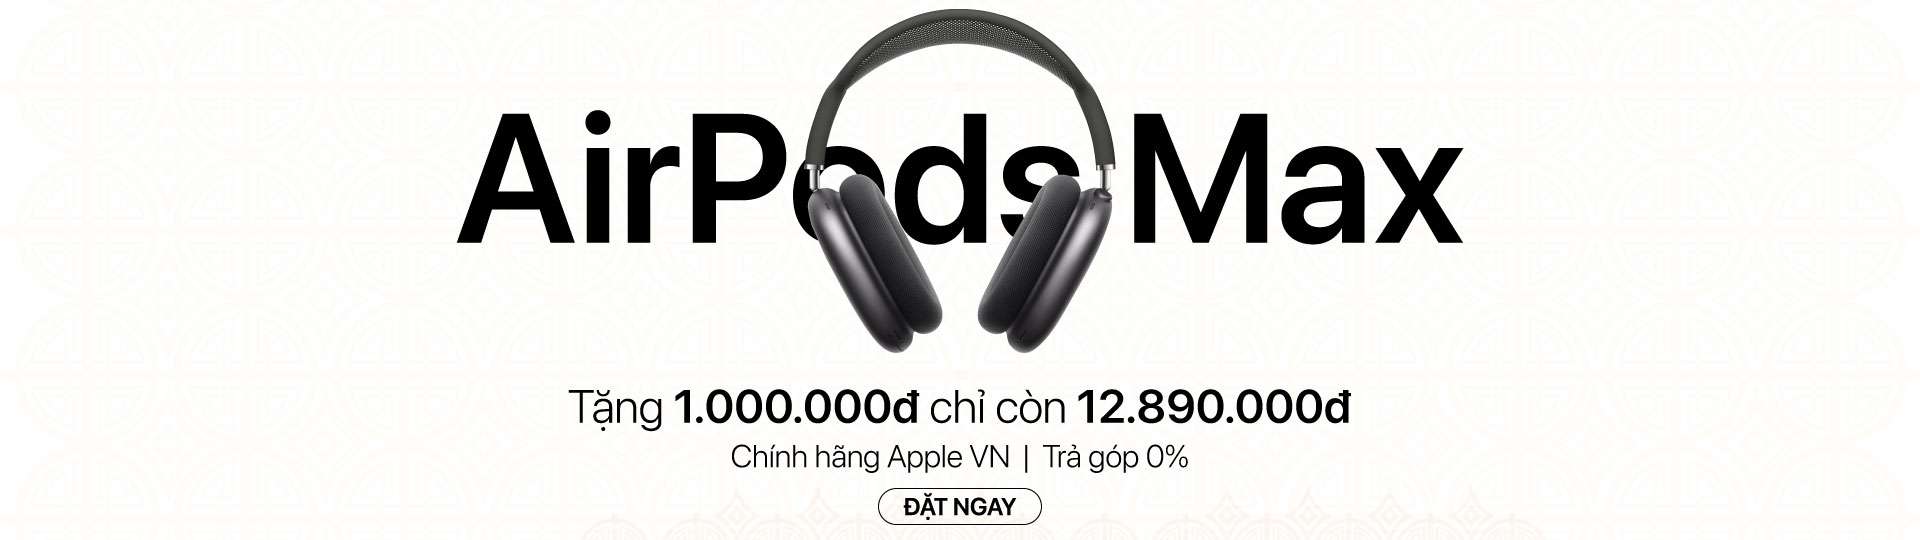 AirPods Max
Tặng 1.000.000đ chỉ còn 12.890.000đ
Chính hãng Apple VN | Trả góp 0%
ĐẶT NGAY